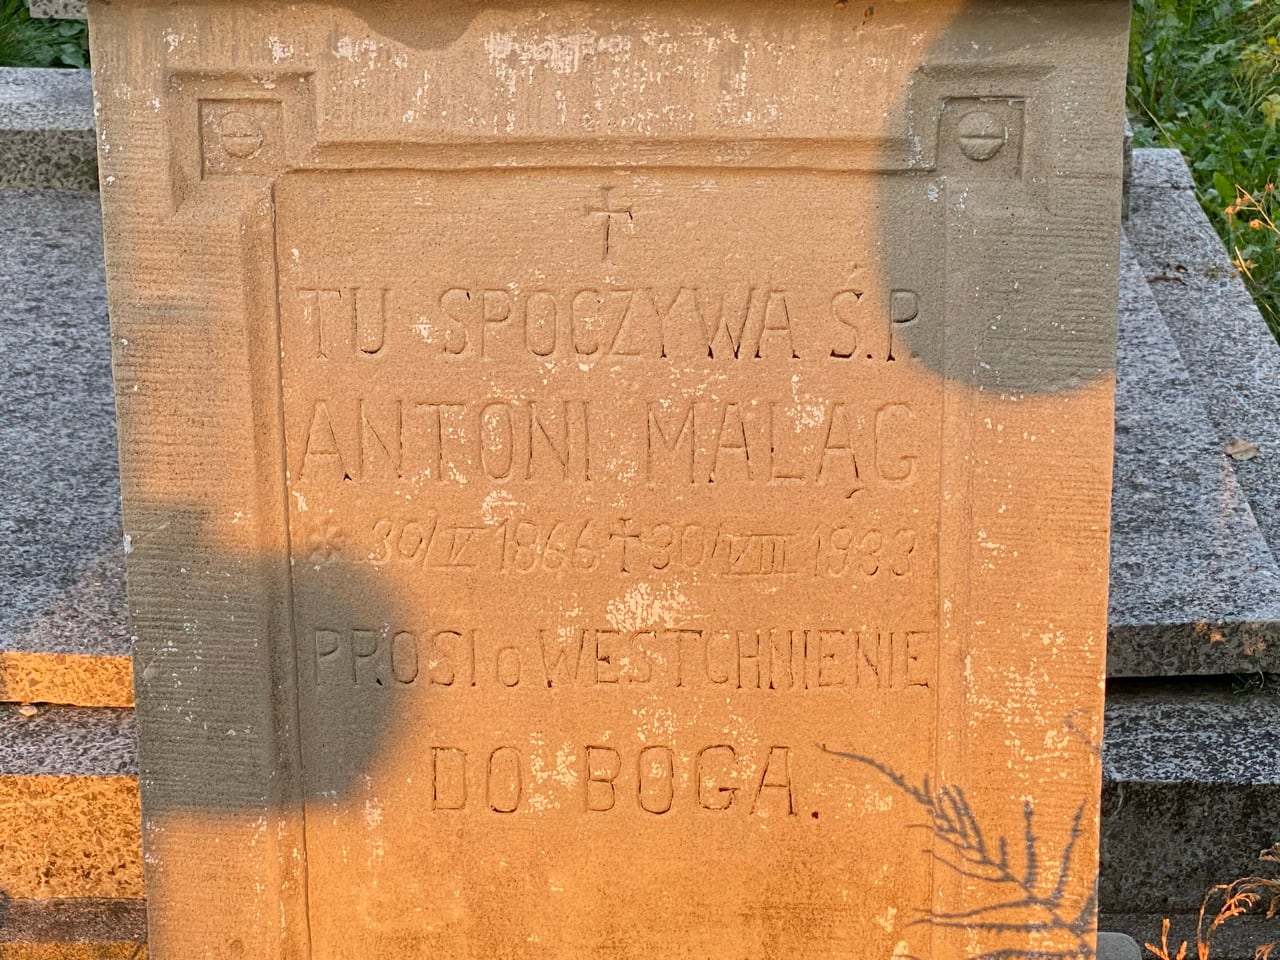 TU SPOCZYWA Ś.P.
ANTONI MALĄG
* 30/IV 1866 † 30/VIII 1933
PROSI o WESTCHNIENIE
DO BOGA.